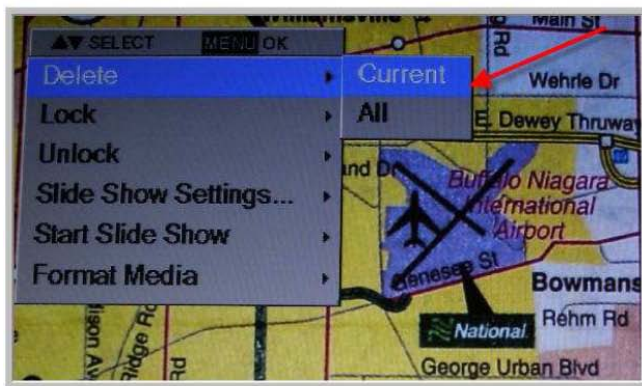 Williamsville
Main St
▲▼ SELECT MENU OK
Rd
Delete
Current
Wehrle Dr
Lock
All
E. Dewey Thruway
Unlock
Slide Show Settings...
Buffalo Niagara
International
Airport
Start Slide Show
Genesee St
Format Media
Bowmans
National
Rehm Rd
Ridge Rd
George Urban Blvd